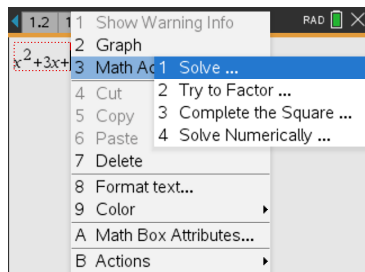 1.2 1 RAD
1 Show Warning Info
2 Graph
x²+3x+
3 Math Ac
1 Solve ...
2 Try to Factor ...
3 Complete the Square ...
4 Solve Numerically ...
4 Cut
5 Copy
6 Paste
7 Delete
8 Format text...
9 Color
A Math Box Attributes...
B Actions